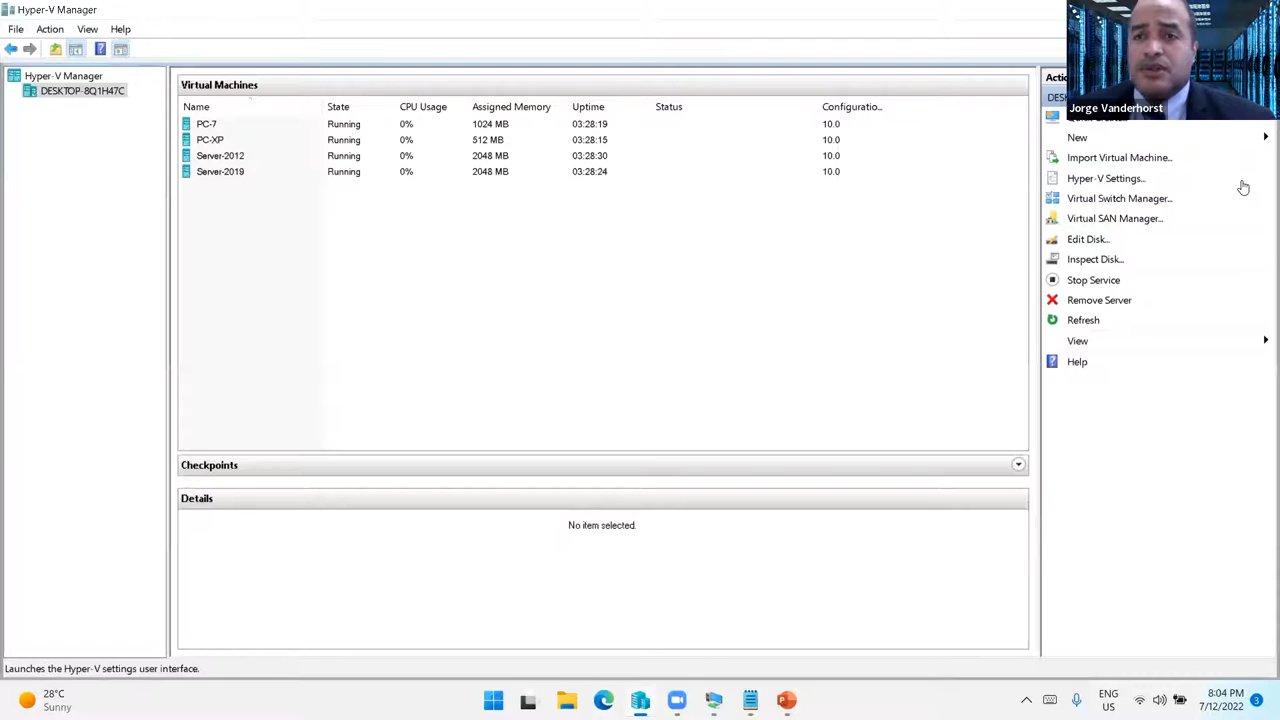 Hyper-V Manager
File Action View Help
Hyper-V Manager
DESKTOP-8Q1H47C
Virtual Machines
Name State CPU Usage Assigned Memory Uptime Status Configuratio...
PC-7 Running 0% 1024 MB 03:28:19 10.0
PC-XP Running 0% 512 MB 03:28:15 10.0
Server-2012 Running 0% 2048 MB 03:28:30 10.0
Server-2019 Running 0% 2048 MB 03:28:24 10.0
Checkpoints
Details
No item selected.
Jorge Vanderhorst
New
Import Virtual Machine...
Hyper-V Settings...
Virtual Switch Manager...
Virtual SAN Manager...
Edit Disk...
Inspect Disk...
Stop Service
Remove Server
Refresh
View
Help
Launches the Hyper-V settings user interface.
28°C
Sunny
ENG
US
8:04 PM
7/12/2022
3